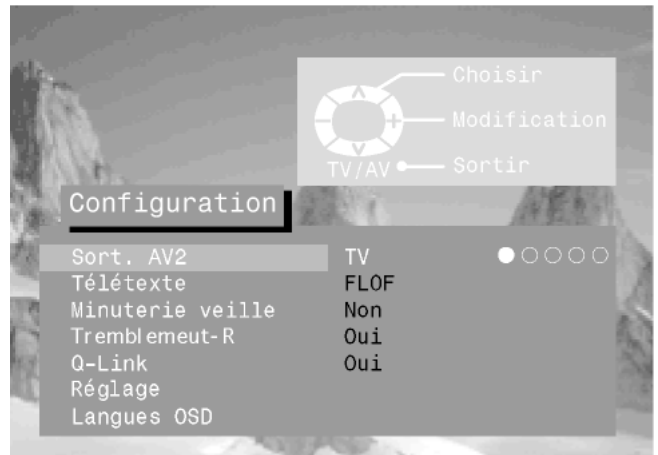 Choisir
- + Modification
TV/AV Sortir
Configuration
Sort. AV2 TV
Télétexte FLOF
Minuterie veille Non
Tremblemeut-R Oui
Q-Link Oui
Réglage
Langues OSD